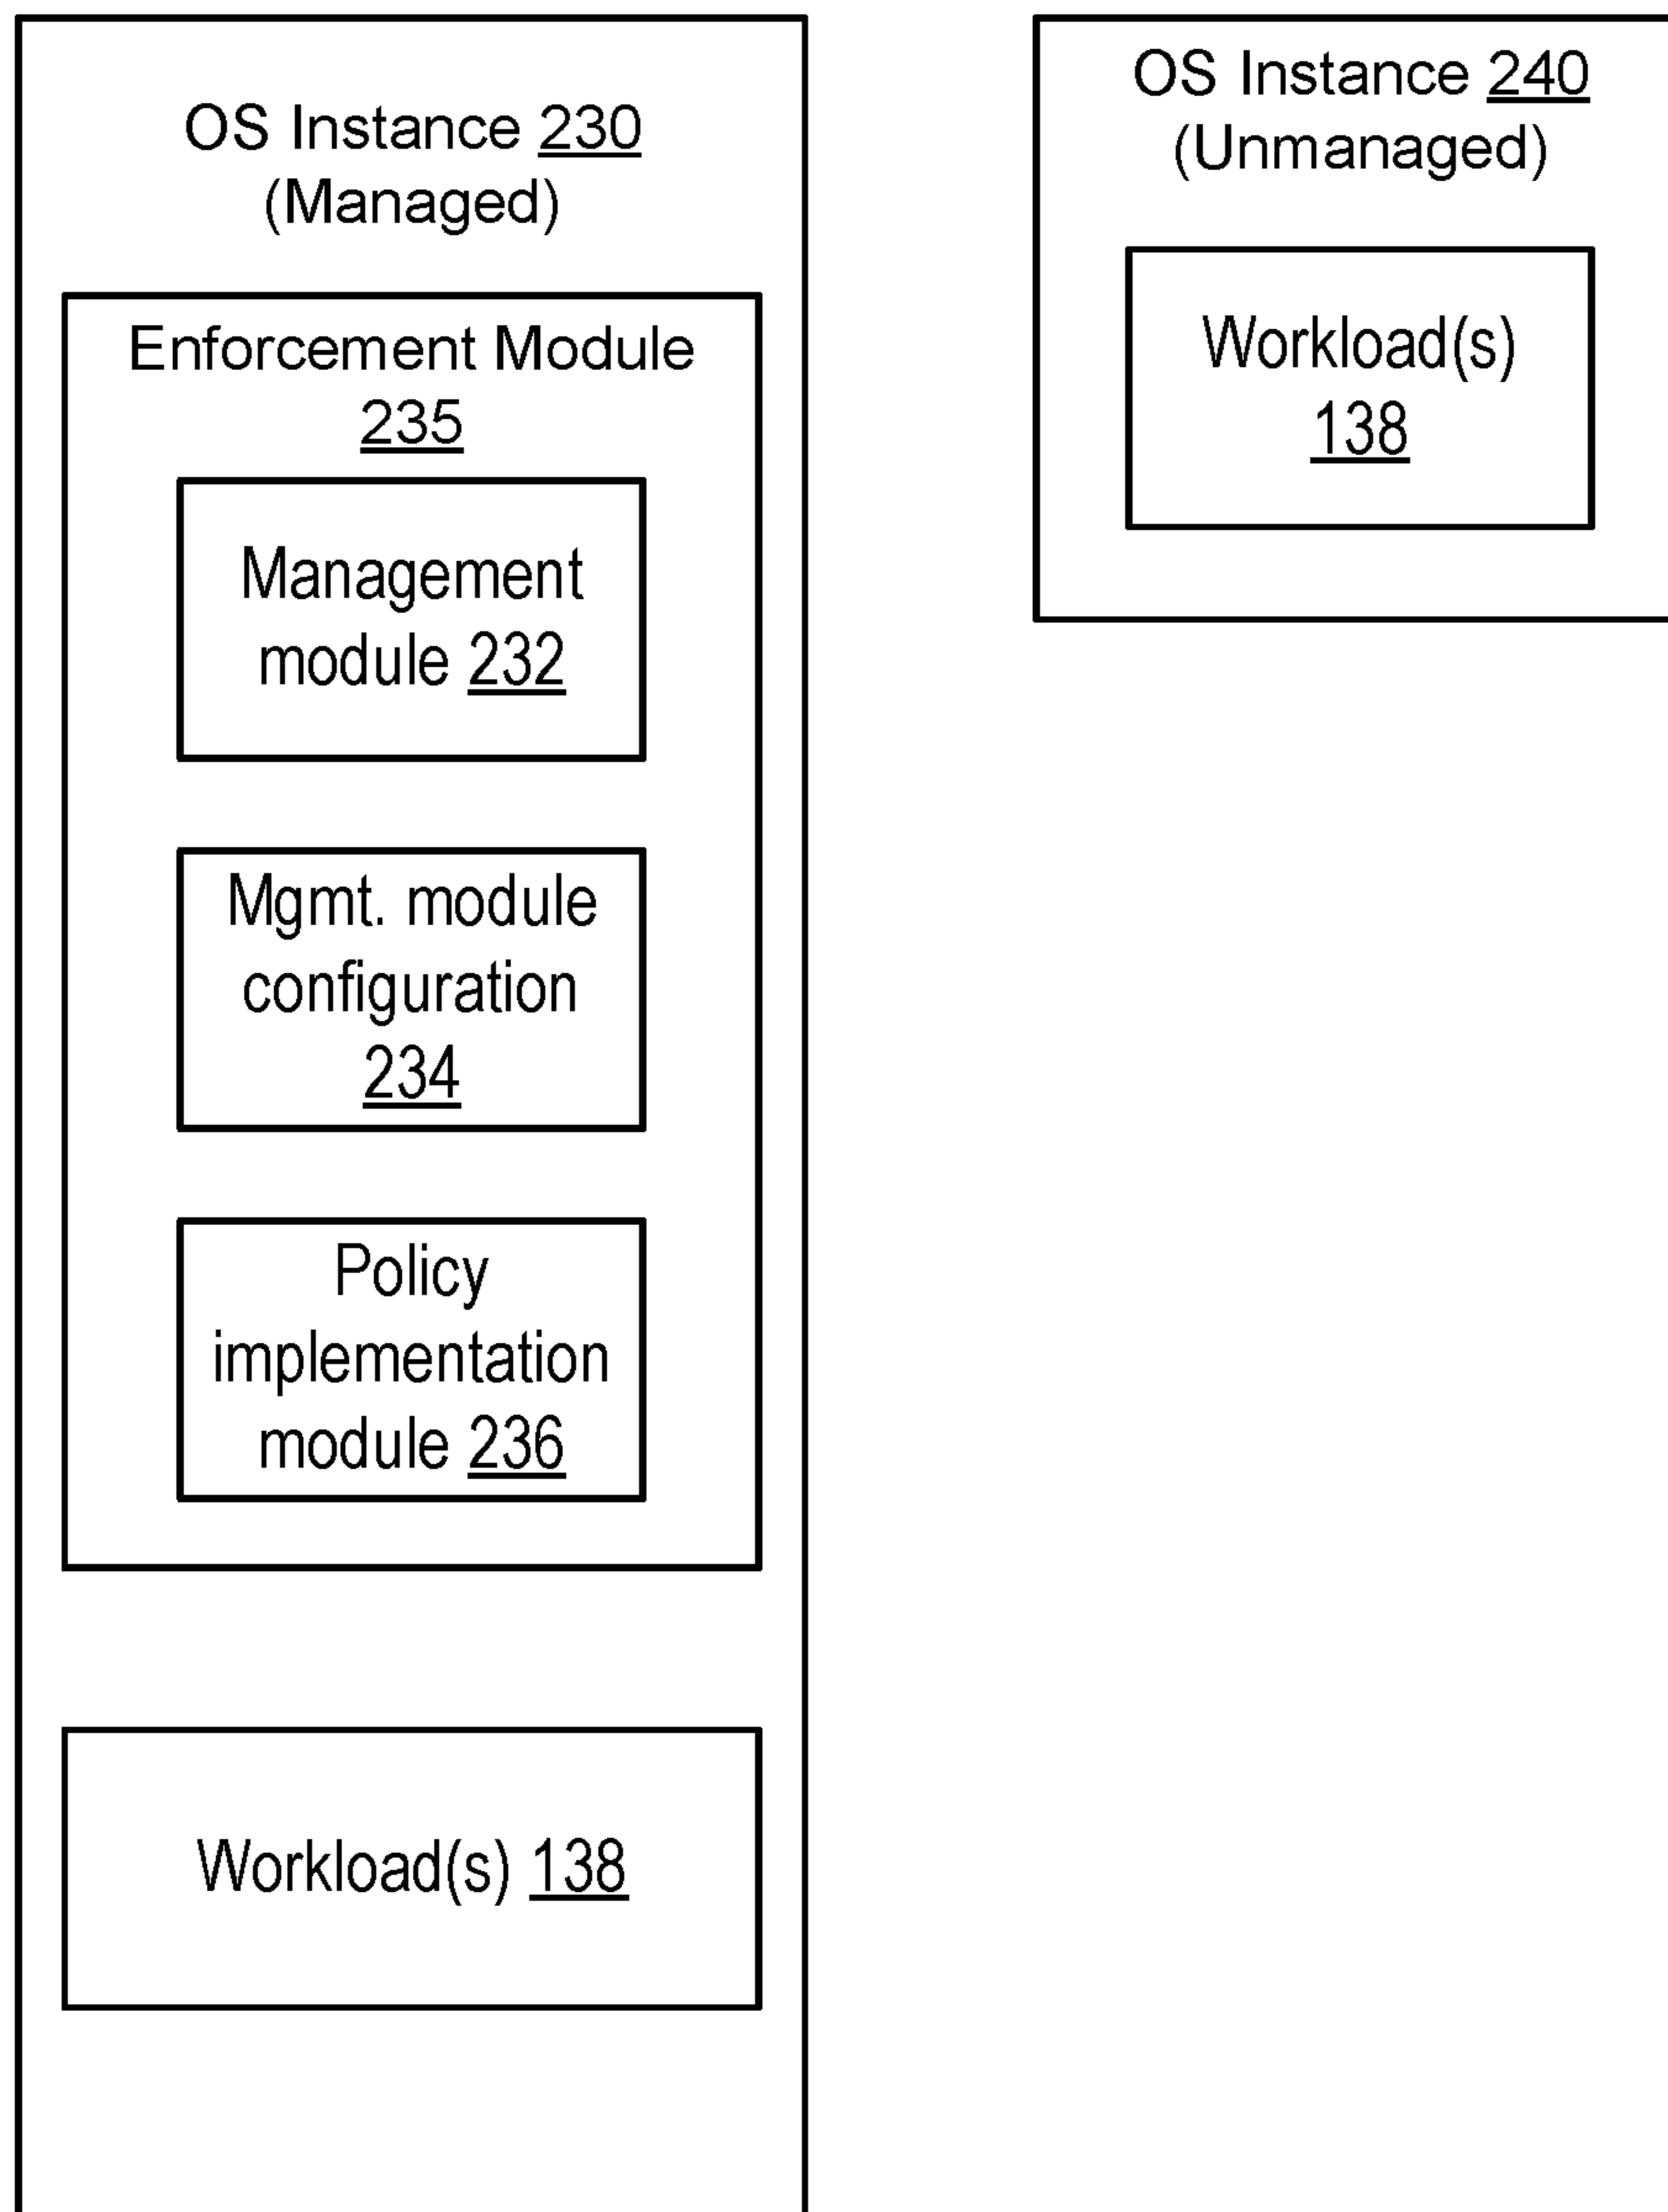 OS Instance 230
(Managed)
Enforcement Module
235
Management
module 232
Mgmt. module
configuration
234
Policy
implementation
module 236
Workload(s) 138
OS Instance 240
(Unmanaged)
Workload(s)
138